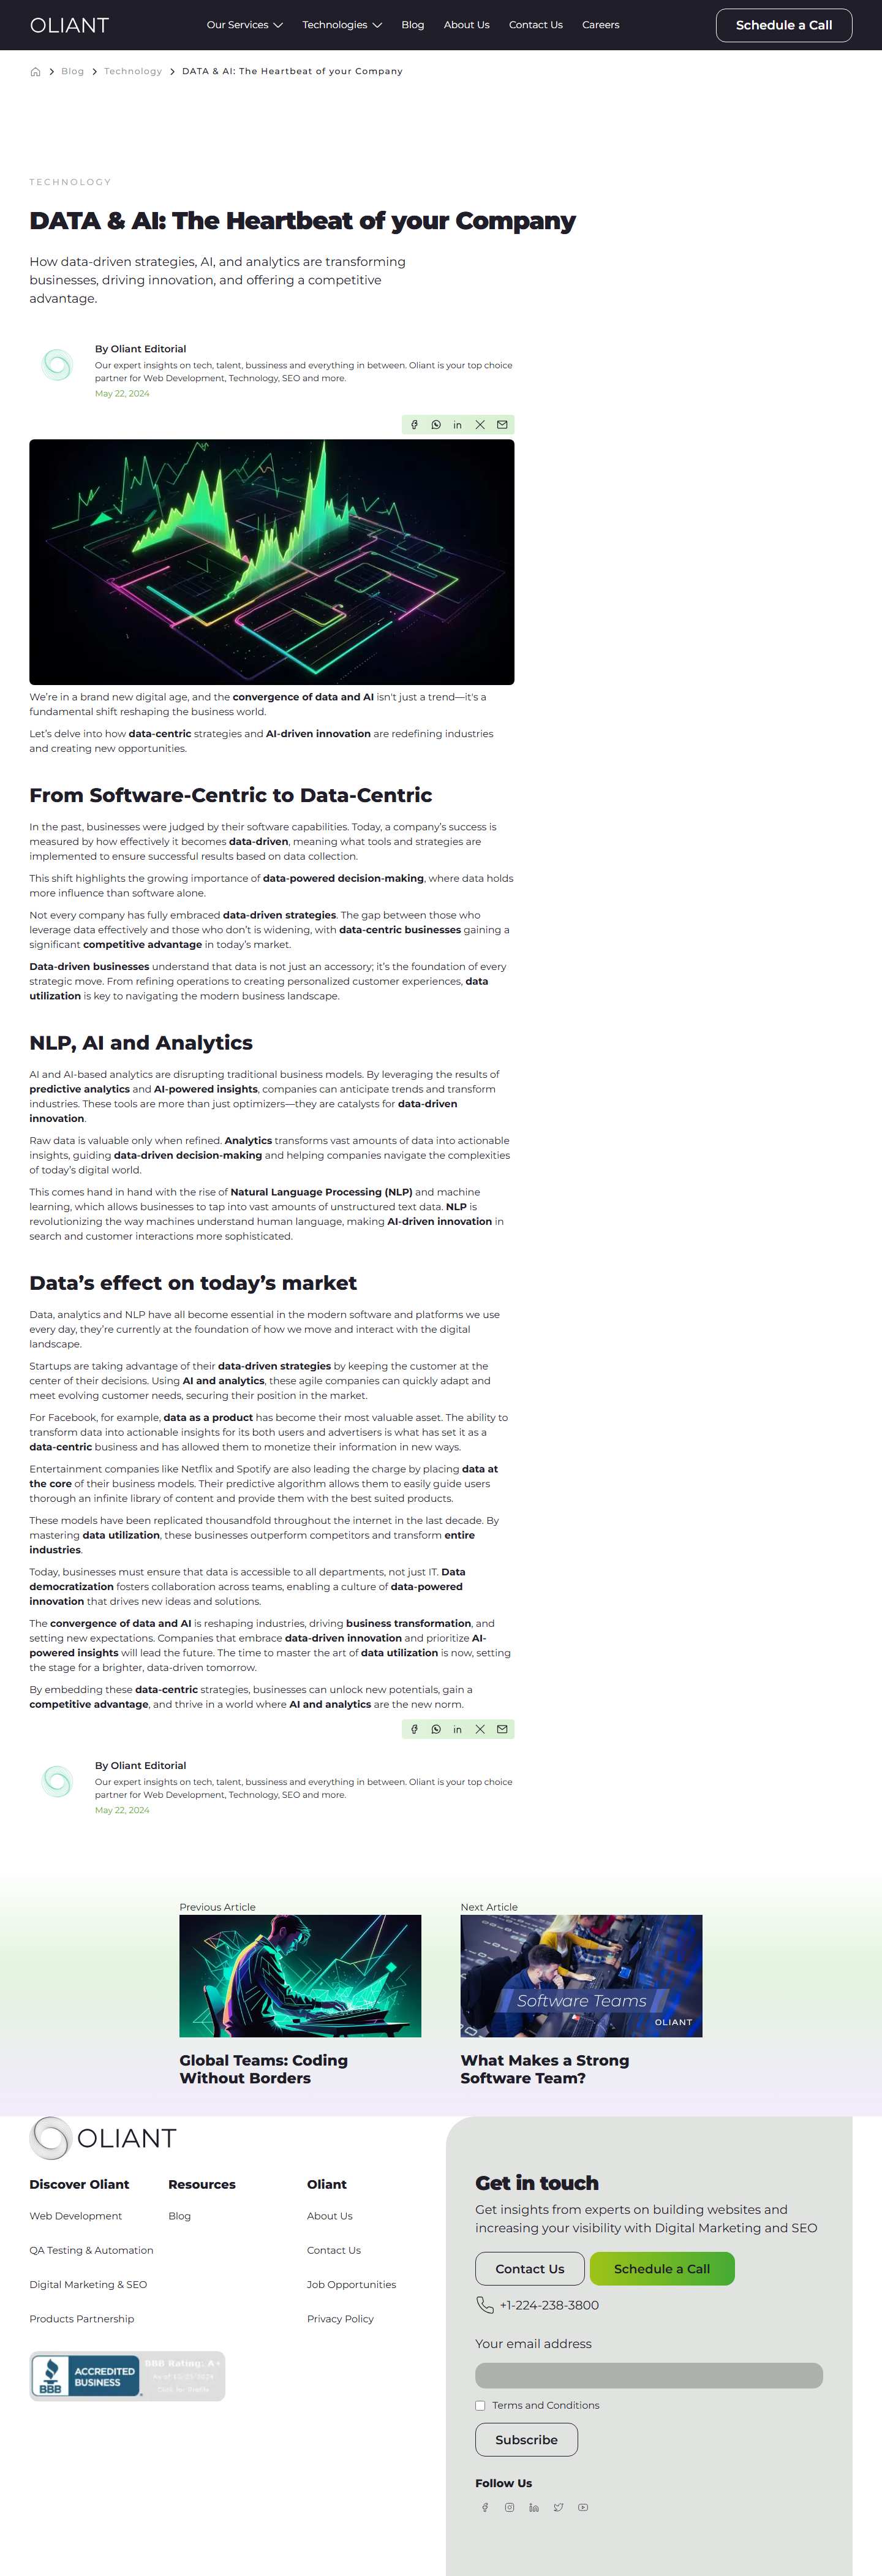 OLIANT
Our Services
Technologies
Blog
About Us
Contact Us
Careers
Schedule a Call
Blog
Technology
DATA & AI: The Heartbeat of your Company
TECHNOLOGY
DATA & AI: The Heartbeat of your Company
How data-driven strategies, AI, and analytics are transforming
businesses, driving innovation, and offering a competitive
advantage.
By Oliant Editorial
Our expert insights on tech, talent, bussiness and everything in between. Oliant is your top choice
partner for Web Development, Technology, SEO and more.
May 22, 2024
We're in a brand new digital age, and the convergence of data and AI isn't just a trend—it's a
fundamental shift reshaping the business world.
Let's delve into how data-centric strategies and AI-driven innovation are redefining industries
and creating new opportunities.
From Software-Centric to Data-Centric
In the past, businesses were judged by their software capabilities. Today, a company's success is
measured by how effectively it becomes data-driven, meaning what tools and strategies are
implemented to ensure successful results based on data collection.
This shift highlights the growing importance of data-powered decision-making, where data holds
more influence than software alone.
Not every company has fully embraced data-driven strategies. The gap between those who
leverage data effectively and those who don't is widening, with data-centric businesses gaining a
significant competitive advantage in today's market.
Data-driven businesses understand that data is not just an accessory; it's the foundation of every
strategic move. From refining operations to creating personalized customer experiences, data
utilization is key to navigating the modern business landscape.
NLP, AI and Analytics
AI and AI-based analytics are disrupting traditional business models. By leveraging the results of
predictive analytics and AI-powered insights, companies can anticipate trends and transform
industries. These tools are more than just optimizers—they are catalysts for data-driven
innovation.
Raw data is valuable only when refined. Analytics transforms vast amounts of data into actionable
insights, guiding data-driven decision-making and helping companies navigate the complexities
of today's digital world.
This comes hand in hand with the rise of Natural Language Processing (NLP) and machine
learning, which allows businesses to tap into vast amounts of unstructured text data. NLP is
revolutionizing the way machines understand human language, making AI-driven innovation in
search and customer interactions more sophisticated.
Data's effect on today's market
Data, analytics and NLP have all become essential in the modern software and platforms we use
every day, they're currently at the foundation of how we move and interact with the digital
landscape.
Startups are taking advantage of their data-driven strategies by keeping the customer at the
center of their decisions. Using AI and analytics, these agile companies can quickly adapt and
meet evolving customer needs, securing their position in the market.
For Facebook, for example, data as a product has become their most valuable asset. The ability to
transform data into actionable insights for its both users and advertisers is what has set it as a
data-centric business and has allowed them to monetize their information in new ways.
Entertainment companies like Netflix and Spotify are also leading the charge by placing data at
the core of their business models. Their predictive algorithm allows them to easily guide users
thorough an infinite library of content and provide them with the best suited products.
These models have been replicated thousandfold throughout the internet in the last decade. By
mastering data utilization, these businesses outperform competitors and transform entire
industries.
Today, businesses must ensure that data is accessible to all departments, not just IT. Data
democratization fosters collaboration across teams, enabling a culture of data-powered
innovation that drives new ideas and solutions.
The convergence of data and AI is reshaping industries, driving business transformation, and
setting new expectations. Companies that embrace data-driven innovation and prioritize AI-
powered insights will lead the future. The time to master the art of data utilization is now, setting
the stage for a brighter, data-driven tomorrow.
By embedding these data-centric strategies, businesses can unlock new potentials, gain a
competitive advantage, and thrive in a world where AI and analytics are the new norm.
By Oliant Editorial
Our expert insights on tech, talent, bussiness and everything in between. Oliant is your top choice
partner for Web Development, Technology, SEO and more.
May 22, 2024
Previous Article
Global Teams: Coding
Without Borders
Next Article
Software Teams
OLIANT
What Makes a Strong
Software Team?
OLIANT
Discover Oliant
Web Development
QA Testing & Automation
Digital Marketing & SEO
Products Partnership
Resources
Blog
Oliant
About Us
Contact Us
Job Opportunities
Privacy Policy
BBB
ACCREDITED
BUSINESS
BBB Rating: A+
Get in touch
Get insights from experts on building websites and
increasing your visibility with Digital Marketing and SEO
Contact Us
Schedule a Call
+1-224-238-3800
Your email address
Terms and Conditions
Subscribe
Follow Us